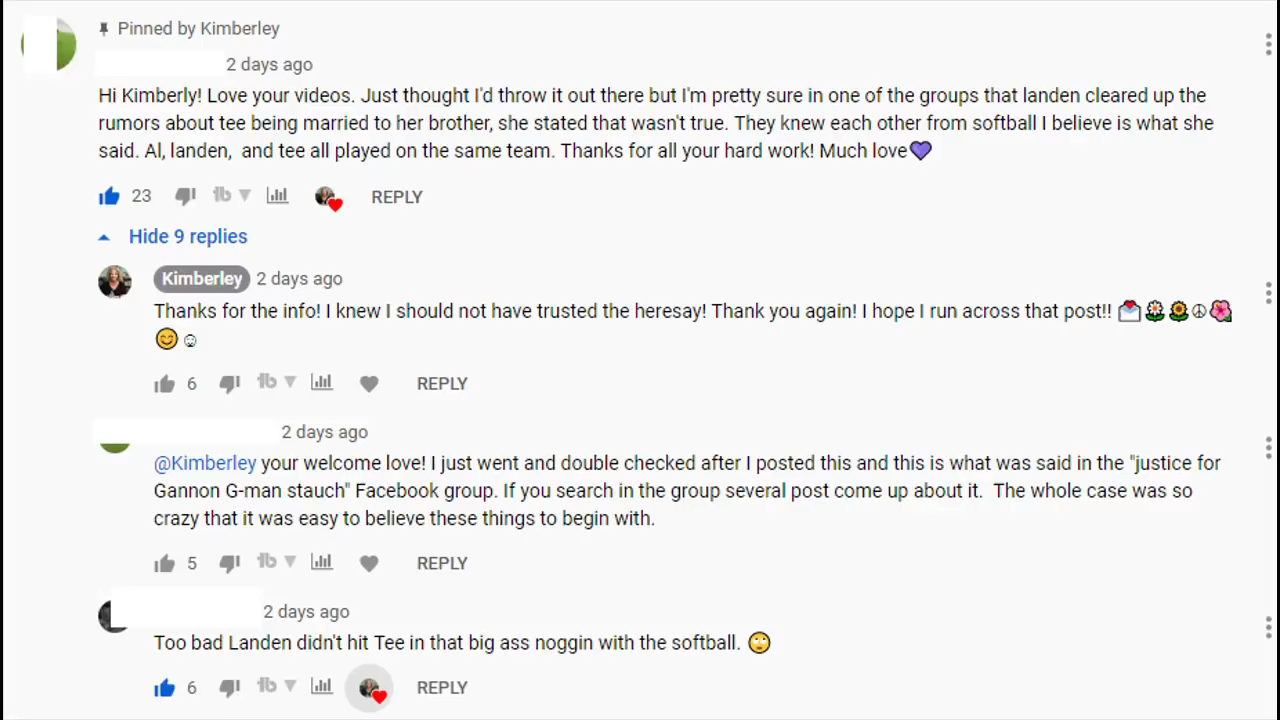 Pinned by Kimberley
2 days ago
Hi Kimberly! Love your videos. Just thought I'd throw it out there but I'm pretty sure in one of the groups that landen cleared up the
rumors about tee being married to her brother, she stated that wasn't true. They knew each other from softball I believe is what she
said. Al, landen, and tee all played on the same team. Thanks for all your hard work! Much love💜
23 REPLY
Hide 9 replies
Kimberley 2 days ago
Thanks for the info! I knew I should not have trusted the heresay! Thank you again! I hope I run across that post!! 💌🌼🌻☮🌺
😊☺
6 REPLY
2 days ago
@Kimberley your welcome love! I just went and double checked after I posted this and this is what was said in the "justice for
Gannon G-man stauch" Facebook group. If you search in the group several post come up about it. The whole case was so
crazy that it was easy to believe these things to begin with.
5 REPLY
2 days ago
Too bad Landen didn't hit Tee in that big ass noggin with the softball. 🙄
6 REPLY